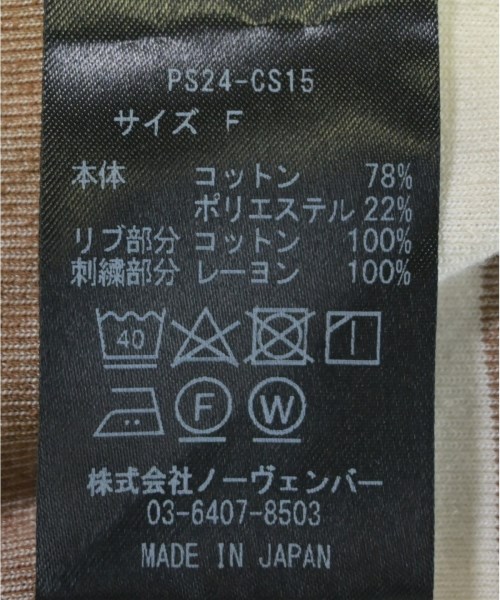 PS24-CS15
サイズ F
本体 コットン 78%
ポリエステル 22%
リブ部分 コットン 100%
刺繍部分 レーヨン 100%
40
F W
株式会社ノーヴェンバー
03-6407-8503
MADE IN JAPAN